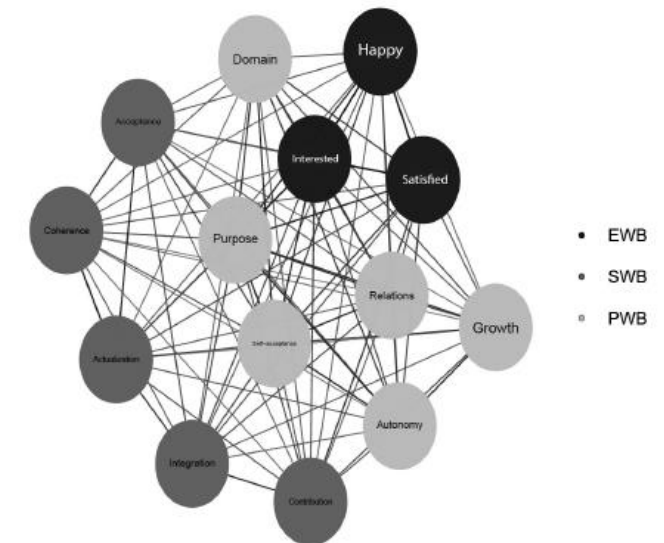 Happy
Domain
Acceptance
Interested
Satisfied
Coherence
Purpose
Relations
Growth
Self-acceptance
Actualization
Autonomy
Integration
Contribution
EWB
SWB
PWB